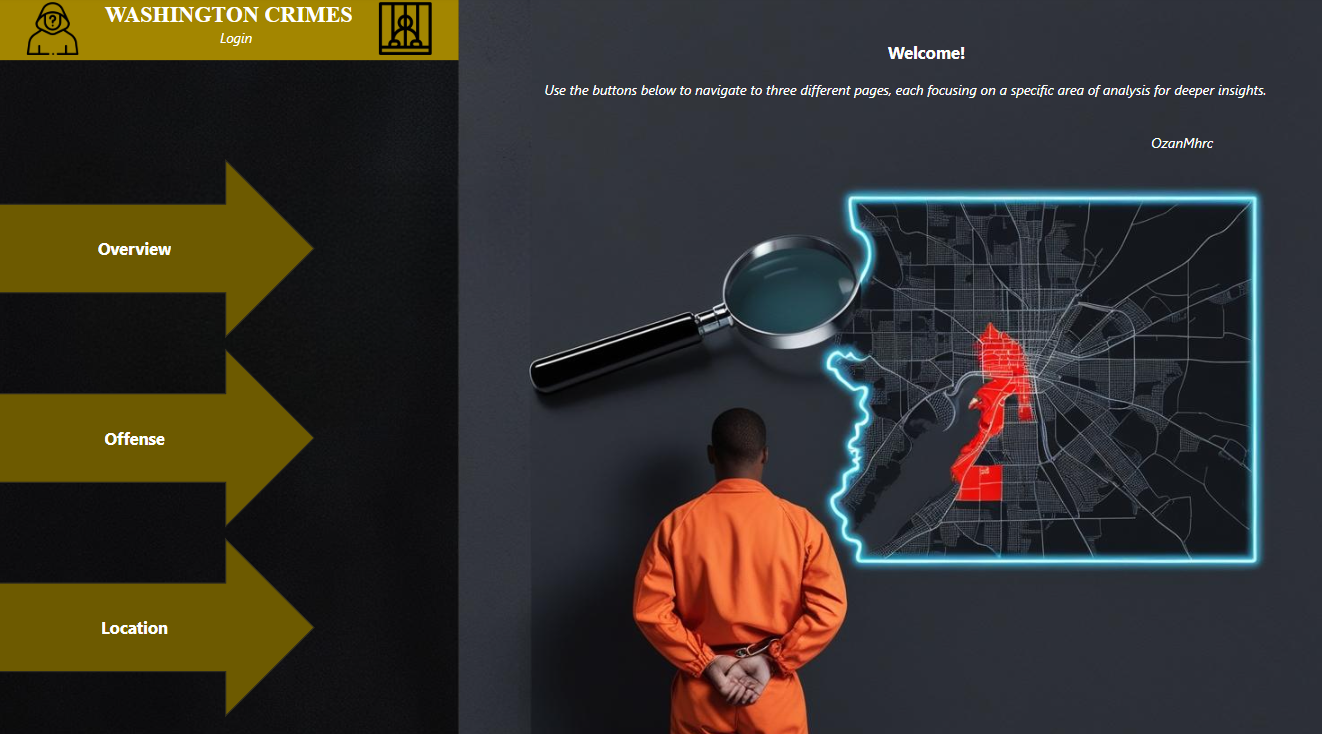 WASHINGTON CRIMES
Login
?
Welcome!
Use the buttons below to navigate to three different pages, each focusing on a specific area of analysis for deeper insights.
OzanMhrc
Overview
Offense
Location